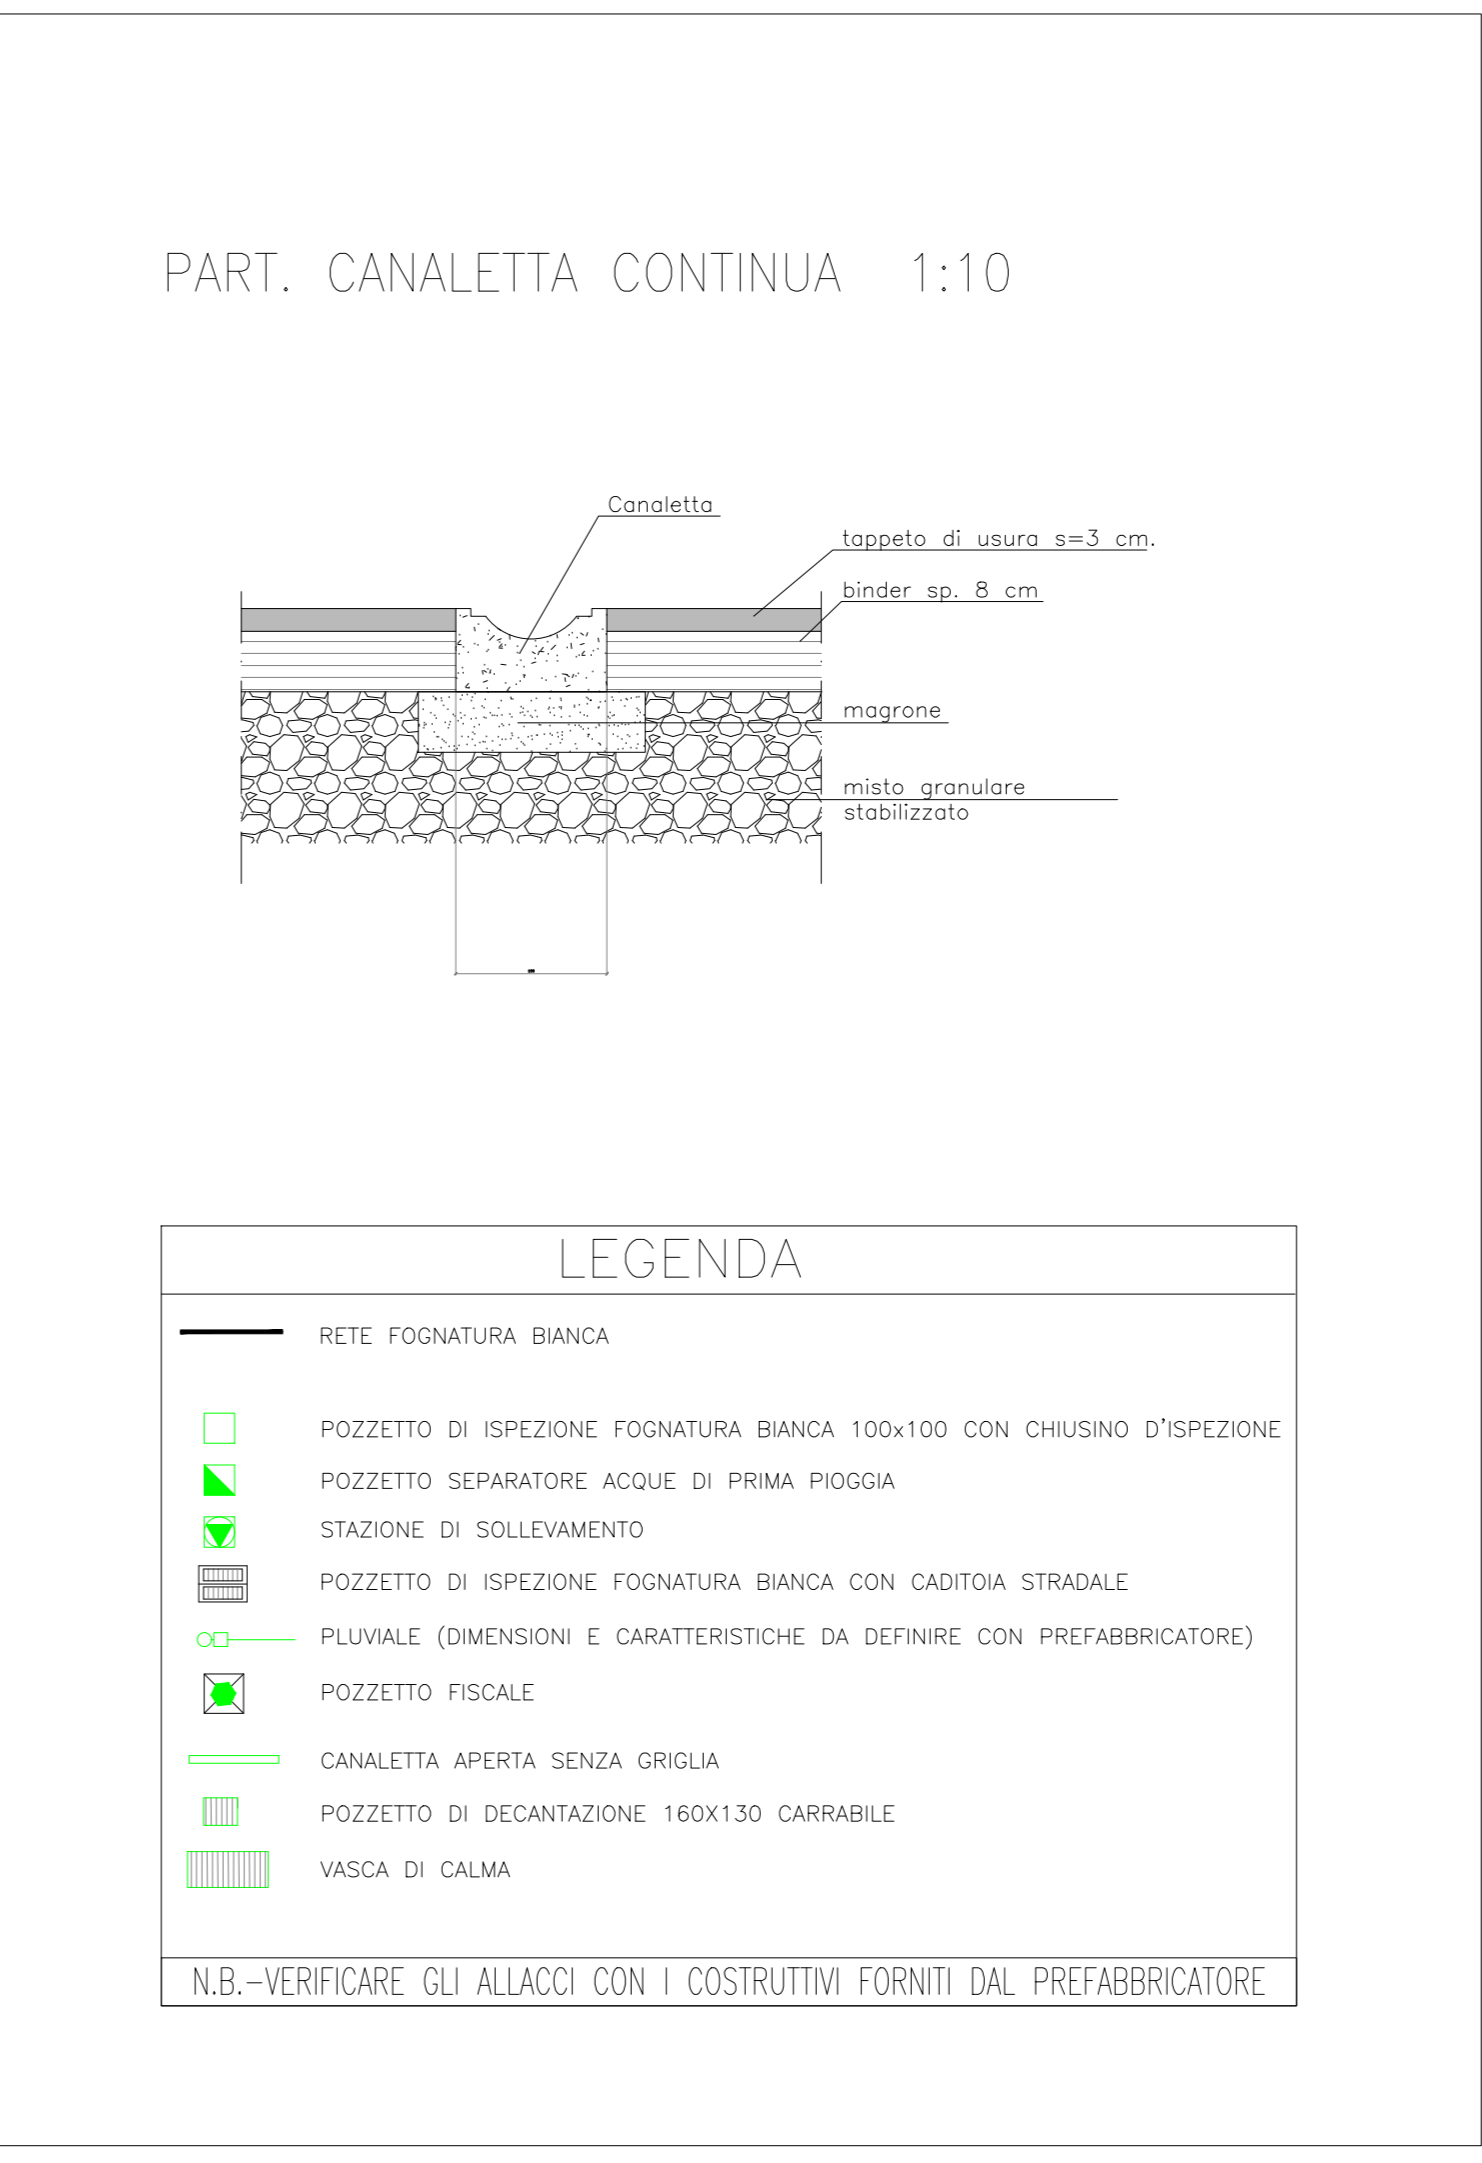 PART. CANALETTA CONTINUA 1:10
Canaletta
tappeto di usura s=3 cm.
binder sp. 8 cm
magrone
misto granulare
stabilizzato
LEGENDA
RETE FOGNATURA BIANCA
POZZETTO DI ISPEZIONE FOGNATURA BIANCA 100x100 CON CHIUSINO D'ISPEZIONE
POZZETTO SEPARATORE ACQUE DI PRIMA PIOGGIA
STAZIONE DI SOLLEVAMENTO
POZZETTO DI ISPEZIONE FOGNATURA BIANCA CON CADITOIA STRADALE
PLUVIALE (DIMENSIONI E CARATTERISTICHE DA DEFINIRE CON PREFABBRICATORE)
POZZETTO FISCALE
CANALETTA APERTA SENZA GRIGLIA
POZZETTO DI DECANTAZIONE 160X130 CARRABILE
VASCA DI CALMA
N.B.-VERIFICARE GLI ALLACCI CON I COSTRUTTIVI FORNITI DAL PREFABBRICATORE